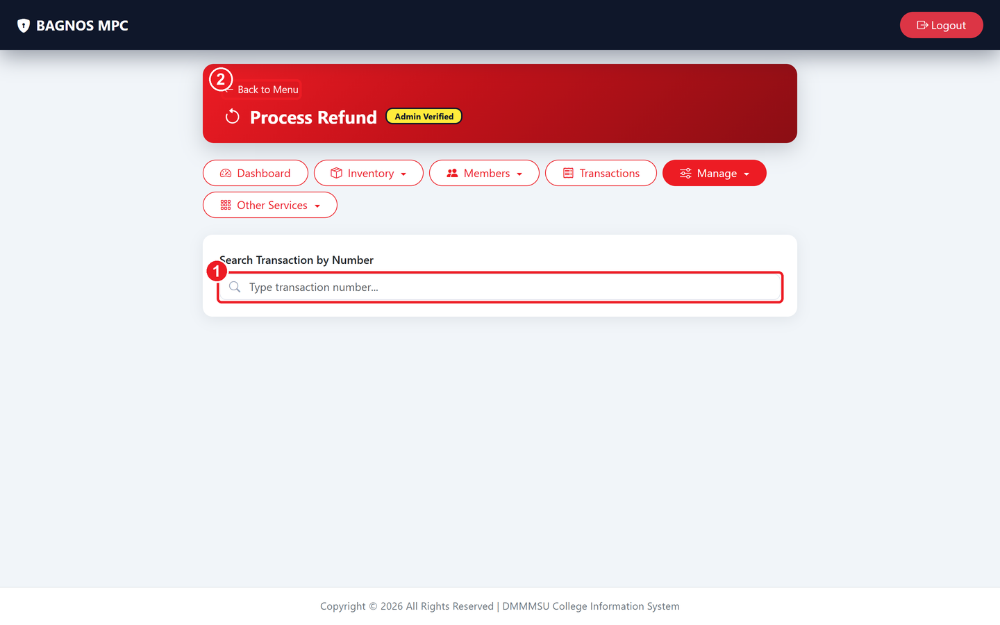 BAGNOS MPC
Logout
2
← Back to Menu
Process Refund
Admin Verified
Dashboard
Inventory
Members
Transactions
Manage
Other Services
Search Transaction by Number
1
Type transaction number...
Copyright © 2026 All Rights Reserved | DMMMSU College Information System